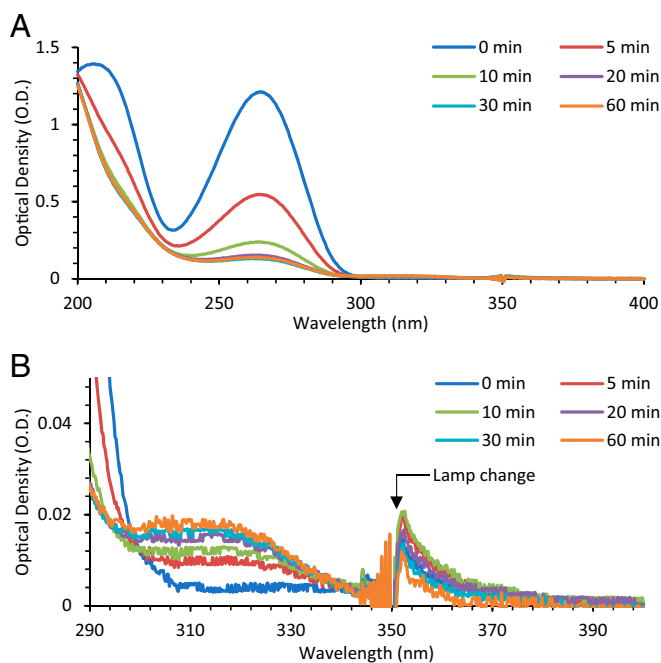 A
1.5
1
0.5
0
Optical Density (O.D.)
0 min
5 min
10 min
20 min
30 min
60 min
200
250
300
350
400
Wavelength (nm)
B
0.04
0.02
0
Optical Density (O.D.)
0 min
5 min
10 min
20 min
30 min
60 min
Lamp change
290
310
330
350
370
390
Wavelength (nm)